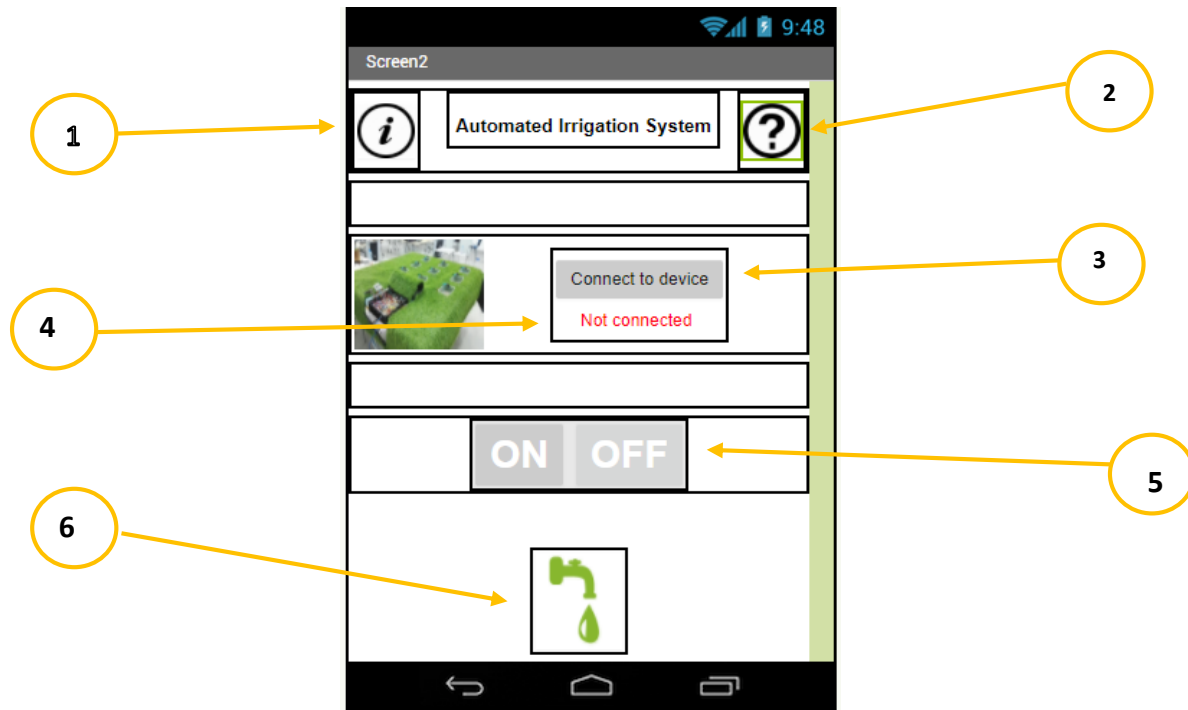 9:48
Screen2
1
2
i
Automated Irrigation System
?
3
Connect to device
4
Not connected
ON OFF
5
6